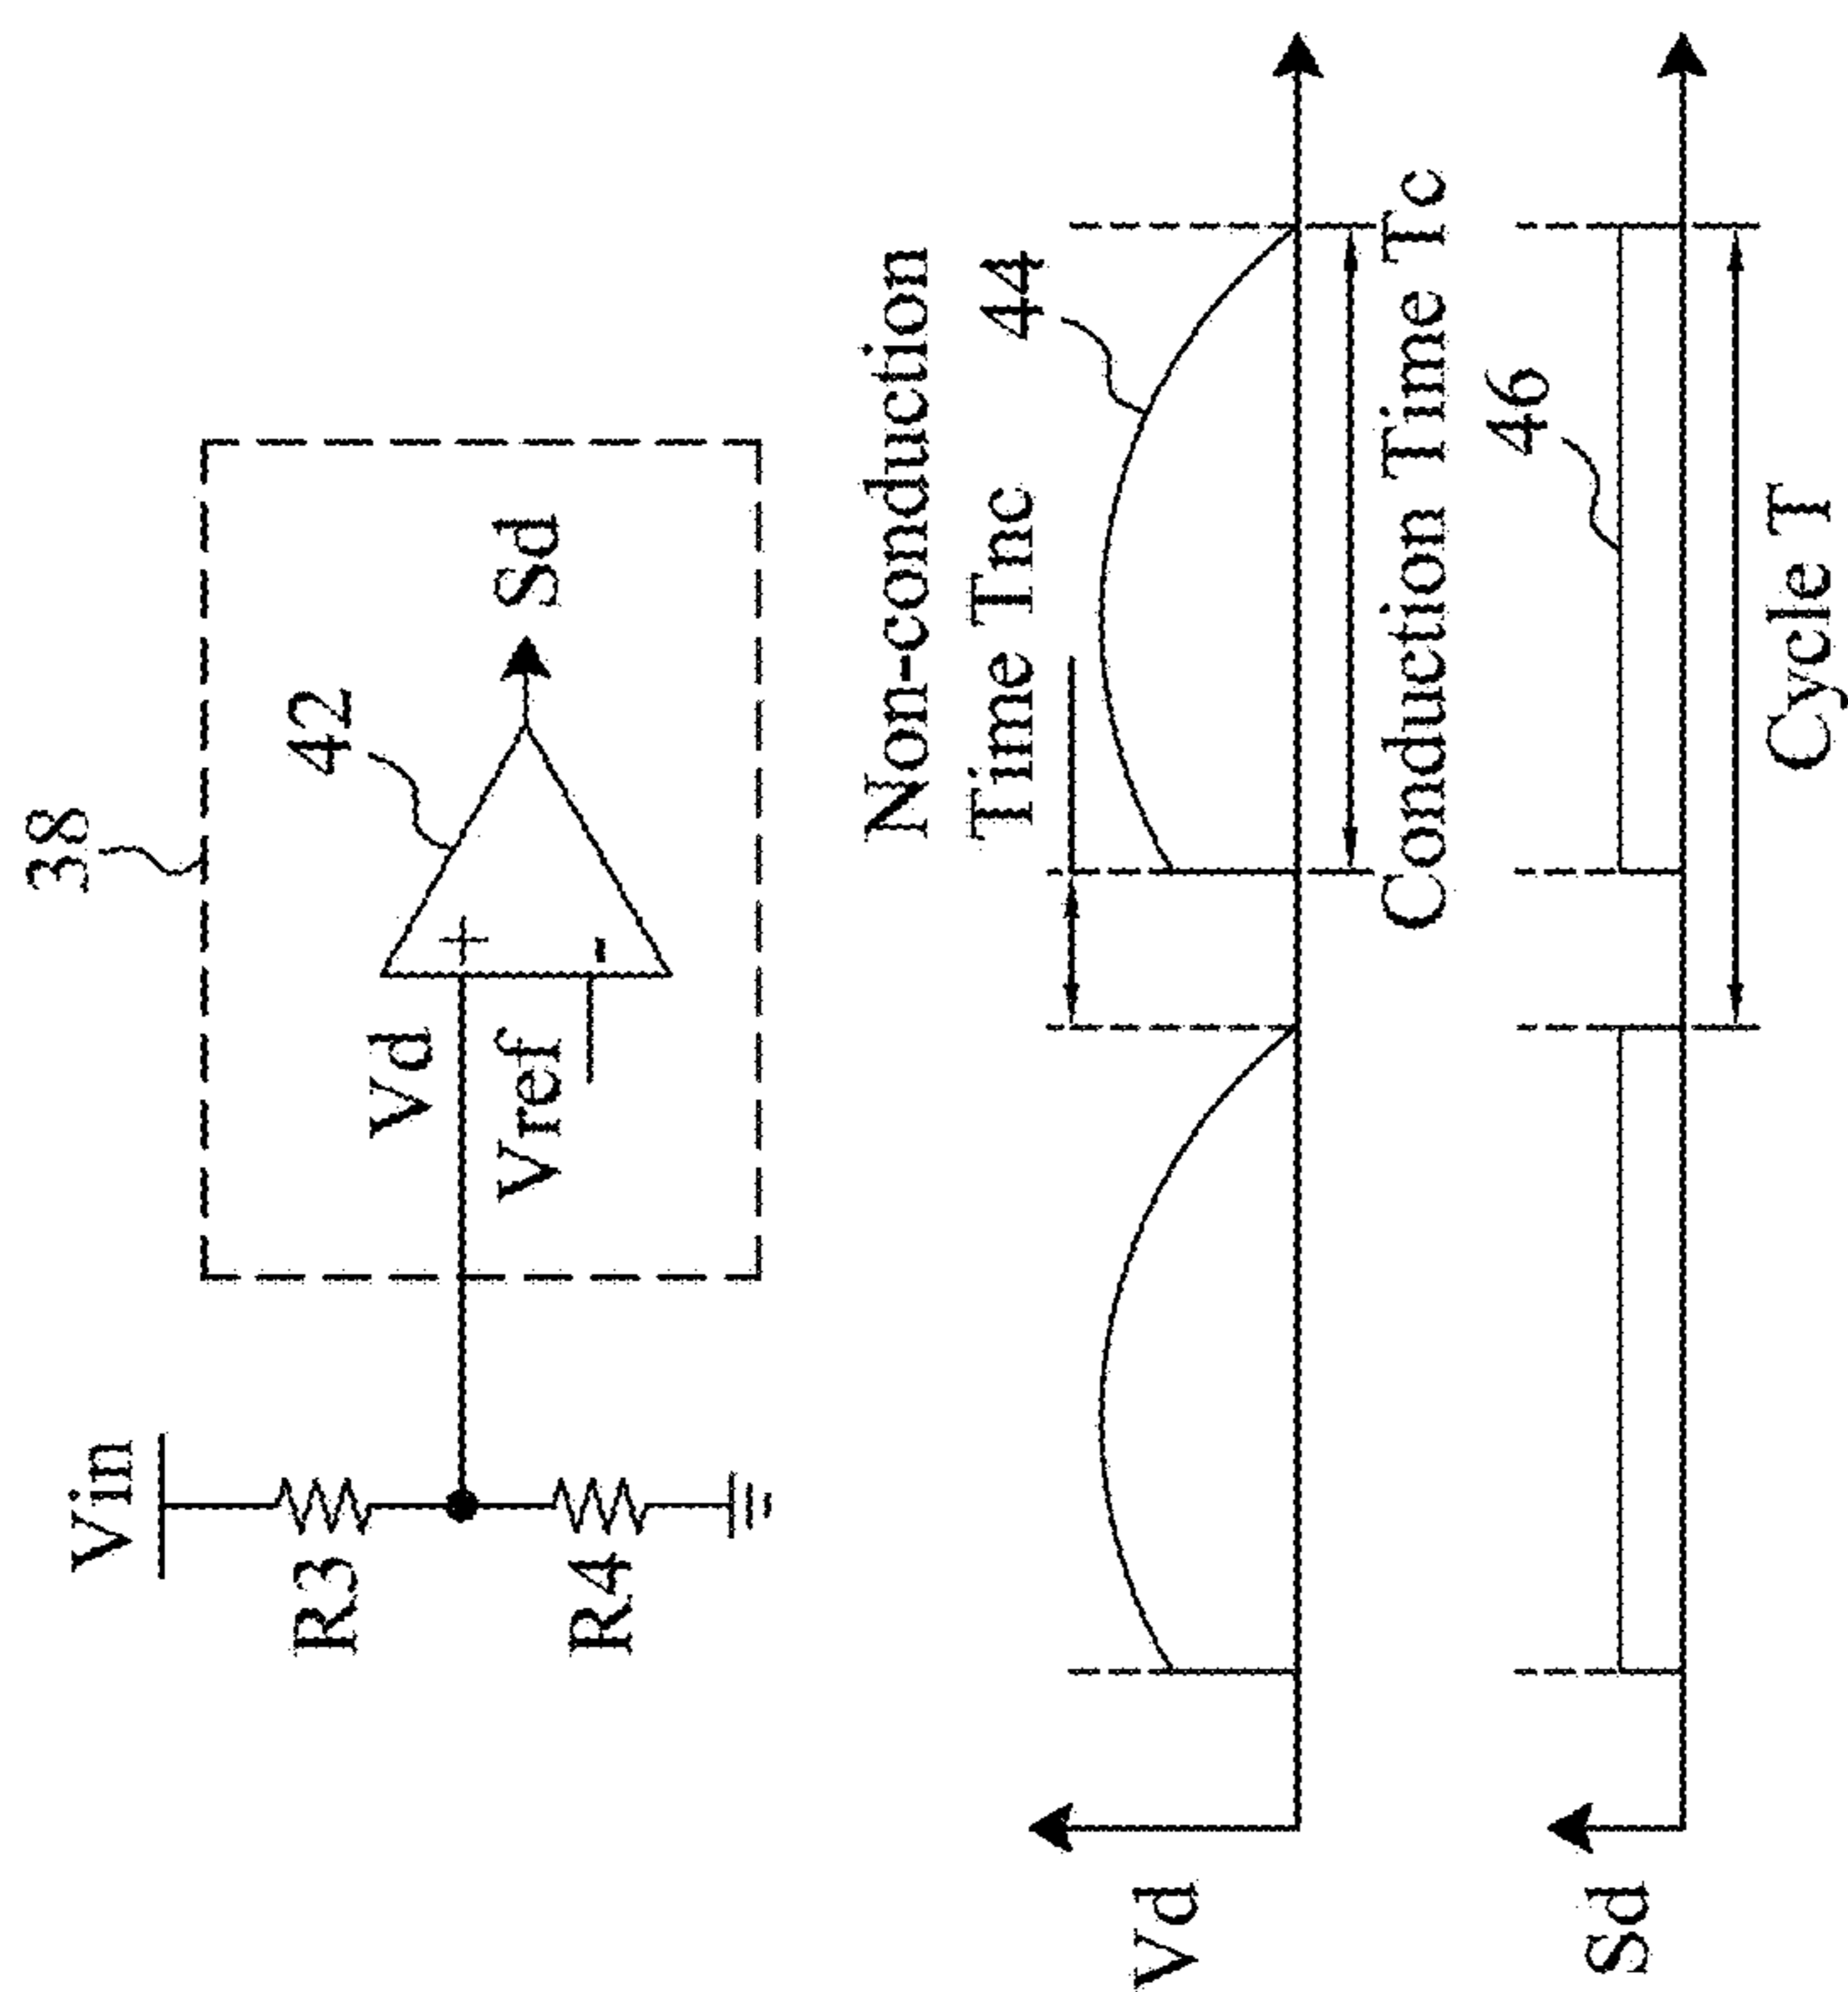 38
Vin
42
R3
Vd
+
Sd
Vref
-
R4
Non-conduction
Time Tnc
44
Vd
Conduction Time Tc
46
Sd
Cycle T